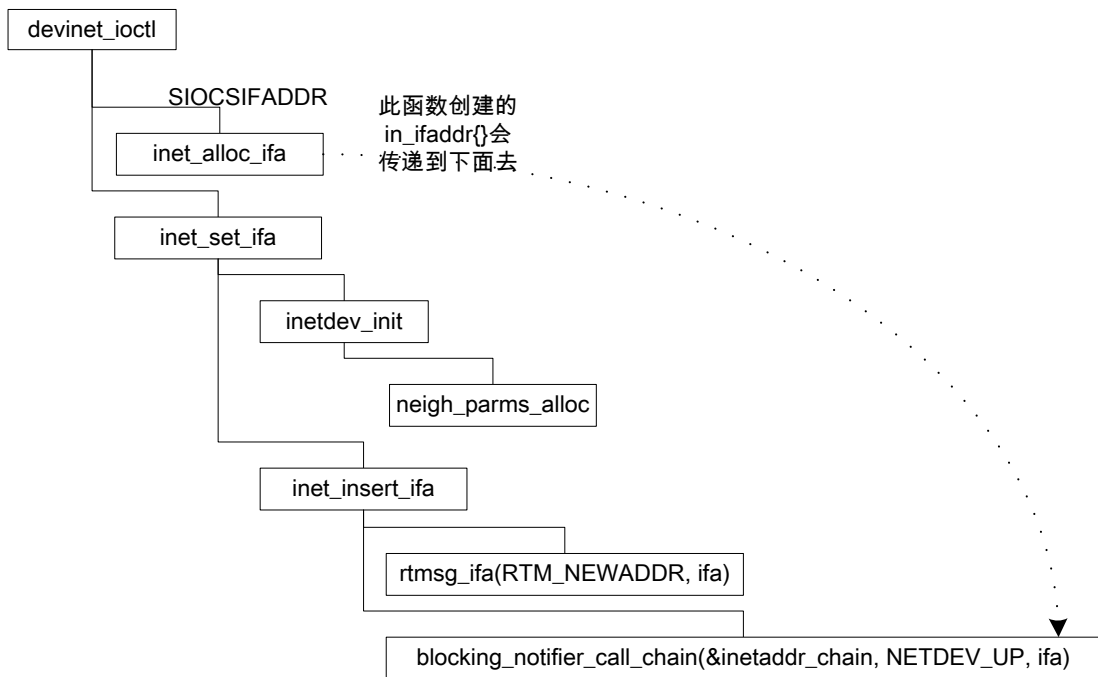 devinet_ioctl
SIOCSIFADDR
此函数创建的
in_ifaddr{}会
传递到下面去
inet_alloc_ifa
inet_set_ifa
inetdev_init
neigh_parms_alloc
inet_insert_ifa
rtmsg_ifa(RTM_NEWADDR, ifa)
blocking_notifier_call_chain(&inetaddr_chain, NETDEV_UP, ifa)